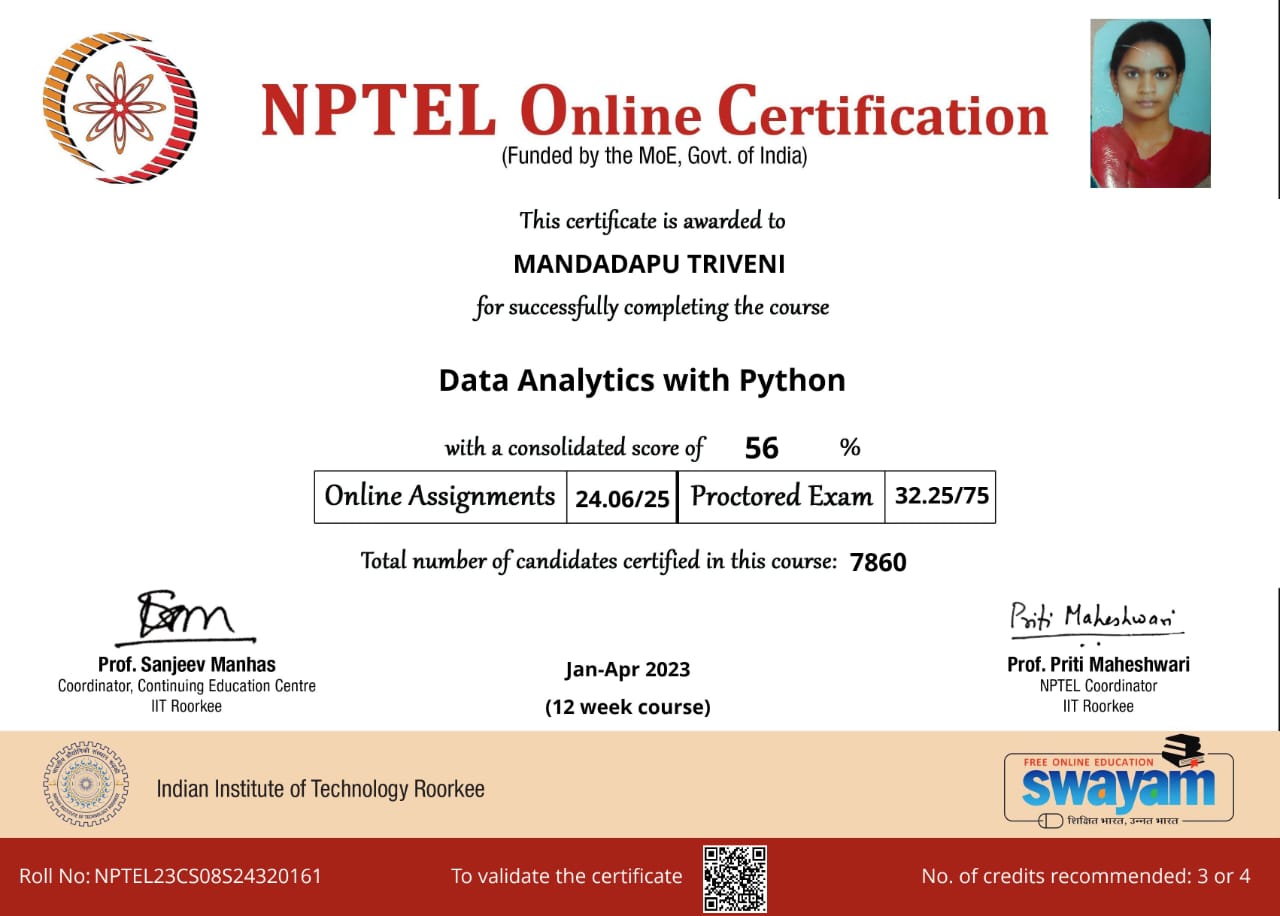 NPTEL Online Certification
(Funded by the MoE, Govt. of India)
This certificate is awarded to
MANDADAPU TRIVENI
for successfully completing the course
Data Analytics with Python
with a consolidated score of 56 %
Online Assignments 24.06/25 Proctored Exam 32.25/75
Total number of candidates certified in this course: 7860
Priti Maheshwari
Prof. Sanjeev Manhas
Coordinator, Continuing Education Centre
IIT Roorkee
Jan-Apr 2023
(12 week course)
Prof. Priti Maheshwari
NPTEL Coordinator
IIT Roorkee
Indian Institute of Technology Roorkee
FREE ONLINE EDUCATION
swayam
शिक्षित भारत, उन्नत भारत
Roll No: NPTEL23CS08S24320161
To validate the certificate
No. of credits recommended: 3 or 4